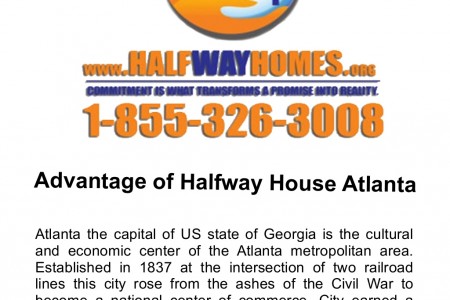 www.HALFWAYHOMES.ORG
COMMITMENT IS WHAT TRANSFORMS A PROMISE INTO REALITY.
1-855-326-3008
Advantage of Halfway House Atlanta
Atlanta the capital of US state of Georgia is the cultural
and economic center of the Atlanta metropolitan area.
Established in 1837 at the intersection of two railroad
lines this city rose from the ashes of the Civil War to
become a national center of commerce. City earned a